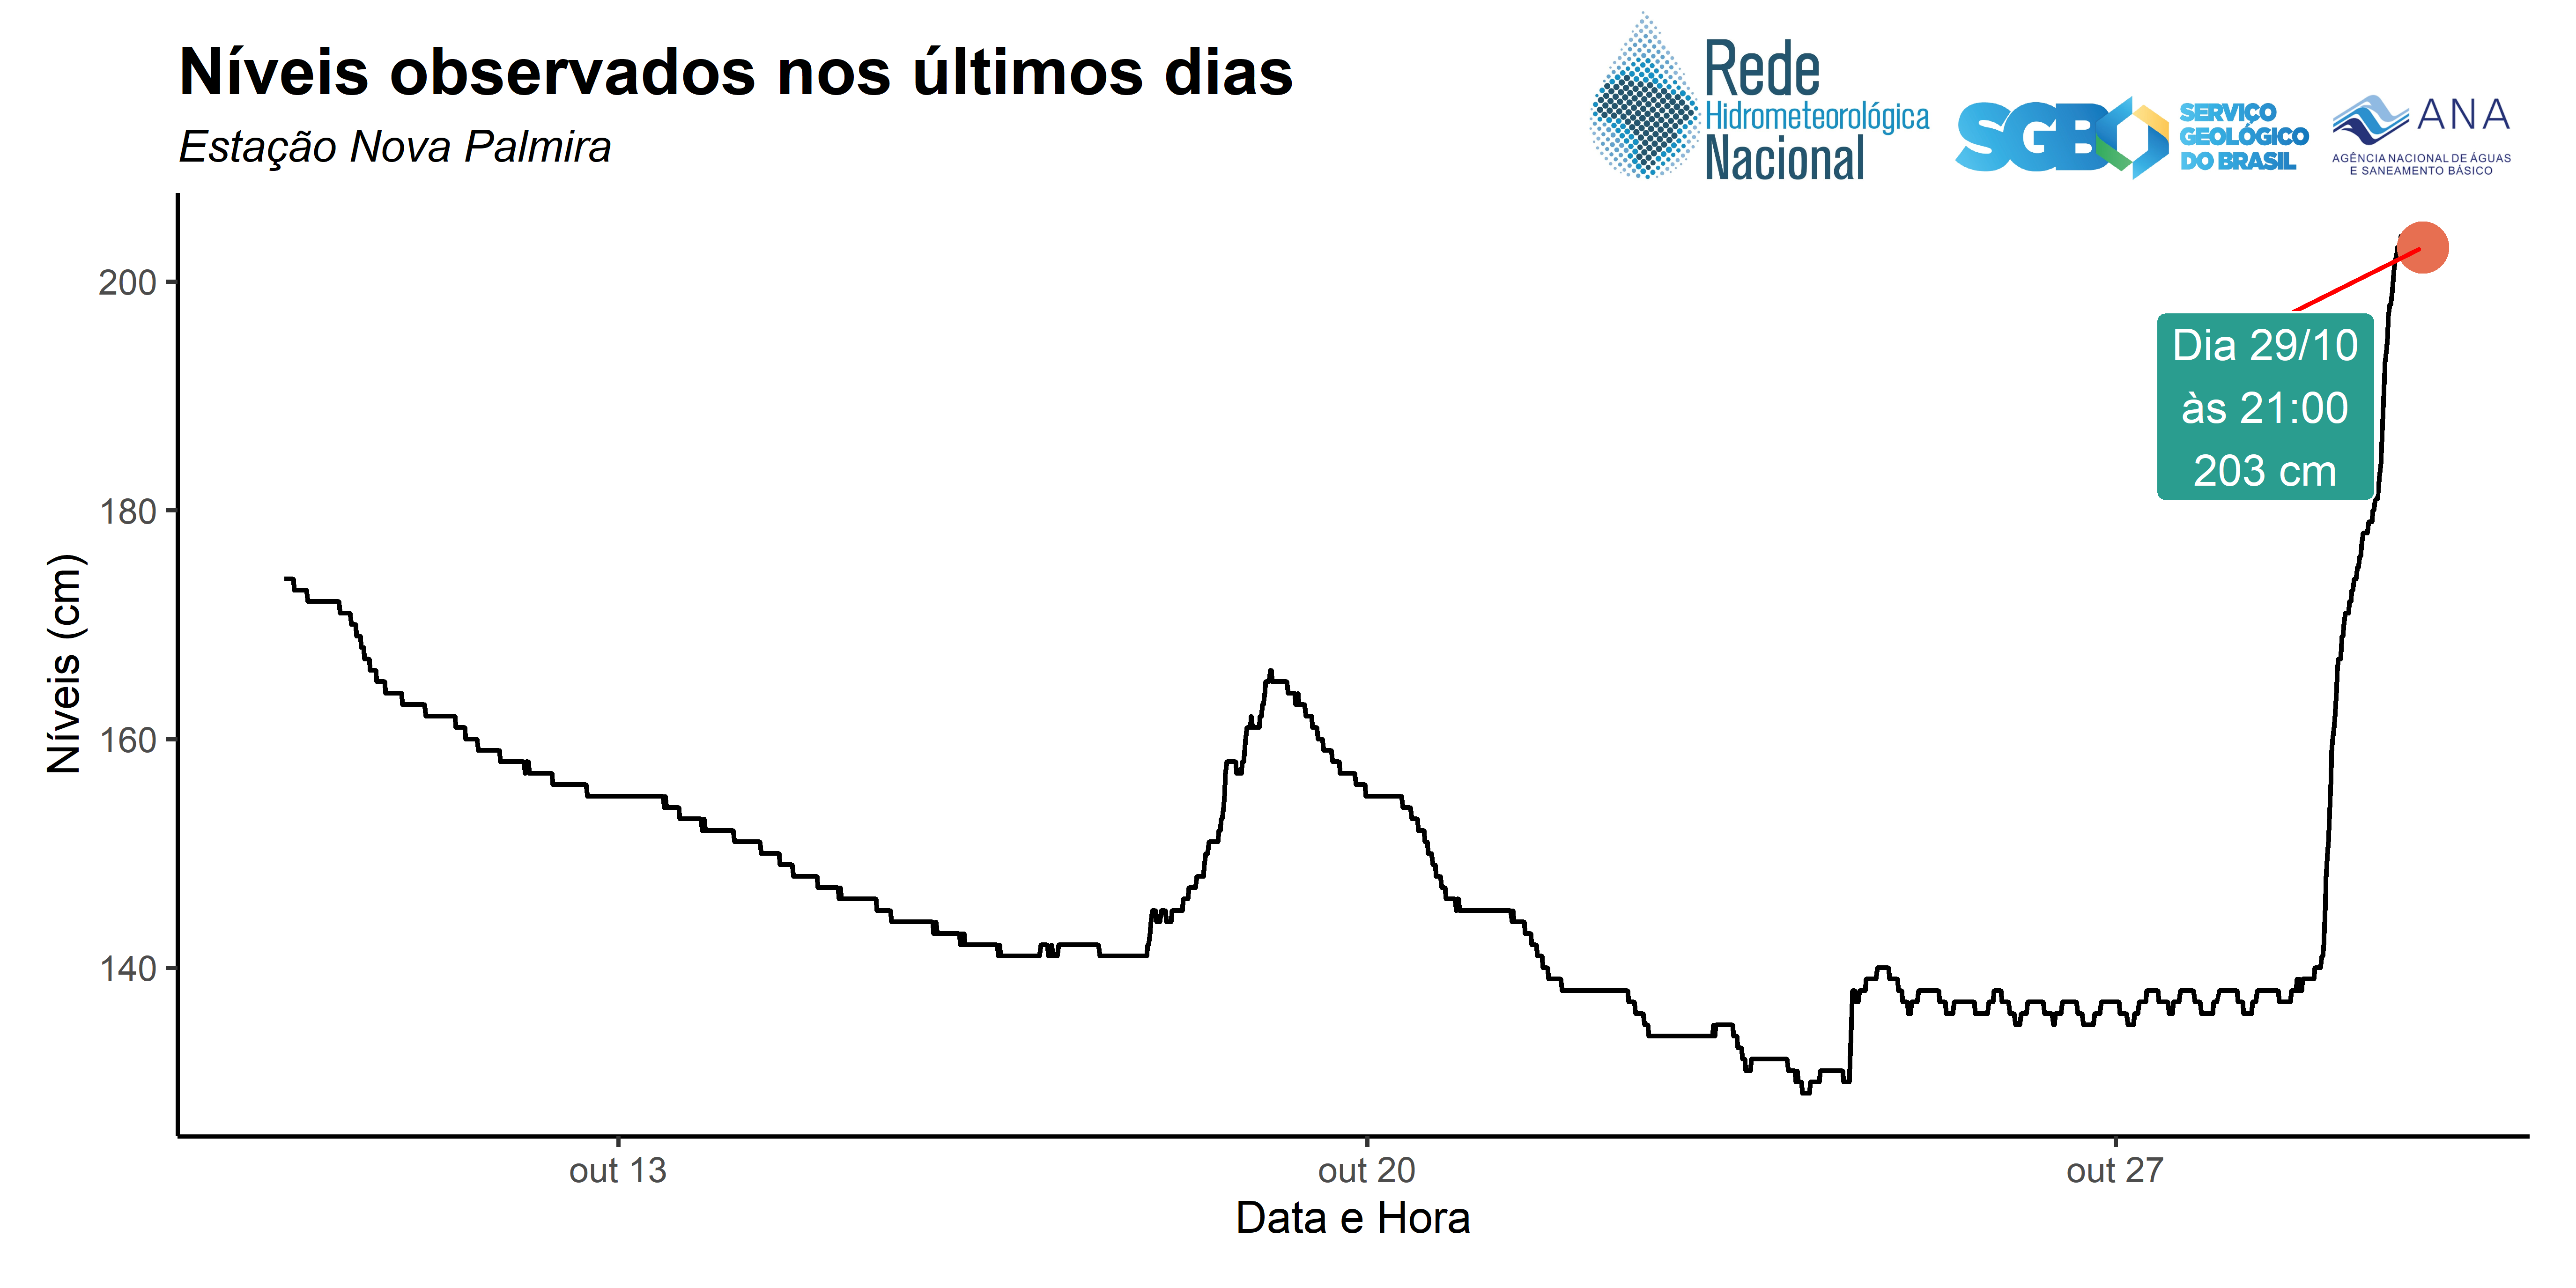 Níveis observados nos últimos dias
Estação Nova Palmira
Rede
Hidrometeorológica
Nacional
SGB
SERVIÇO
GEOLÓGICO
DO BRASIL
ANA
AGÊNCIA NACIONAL DE ÁGUAS
E SANEAMENTO BÁSICO
Níveis (cm)
200
180
160
140
Dia 29/10
às 21:00
203 cm
out 13
out 20
out 27
Data e Hora